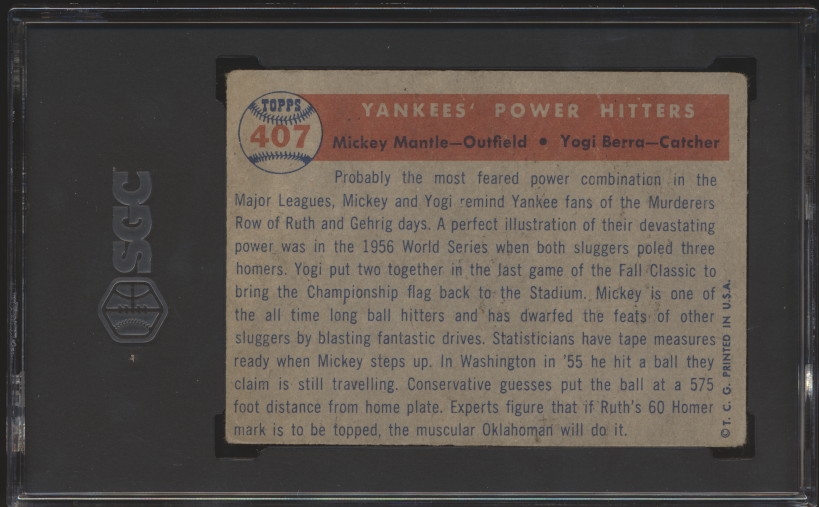 TOPPS
407
YANKEES' POWER HITTERS
Mickey Mantle—Outfield • Yogi Berra—Catcher
Probably the most feared power combination in the
Major Leagues, Mickey and Yogi remind Yankee fans of the Murderers
Row of Ruth and Gehrig days. A perfect illustration of their devastating
power was in the 1956 World Series when both sluggers poled three
homers. Yogi put two together in the last game of the Fall Classic to
bring the Championship flag back to the Stadium. Mickey is one of
the all time long ball hitters and has dwarfed the feats of other
sluggers by blasting fantastic drives. Statisticians have tape measures
ready when Mickey steps up. In Washington in '55 he hit a ball they
claim is still travelling. Conservative guesses put the ball at a 575
foot distance from home plate. Experts figure that if Ruth's 60 Homer
mark is to be topped, the muscular Oklahoman will do it.
© T. C. G. PRINTED IN U.S.A.
SGC